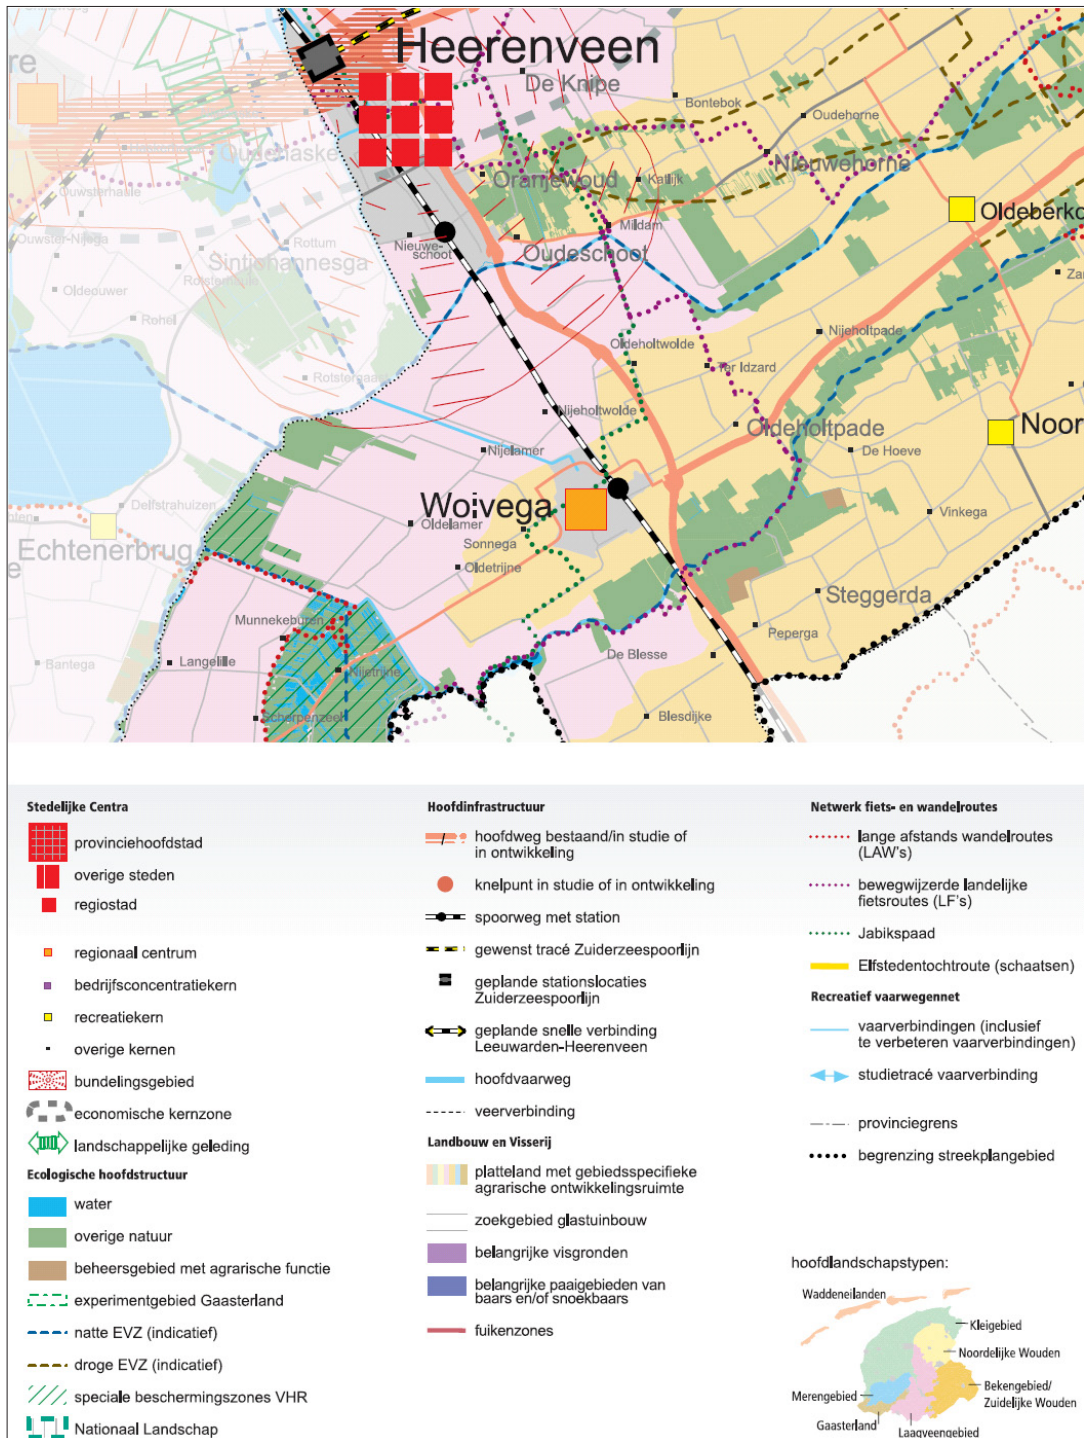 Heerenveen
re
De Knipe
Bontebok
Oudehorne
Oudehaske
Nieuwehorne
Ouwsterhaule
Oranjewoud
Katlijk
Oldeberko
Ouwster-Nijega
Rottum
Nieuwe-
schoot
Mildam
Oudeschoot
Sintjohannesga
Rotsterhaule
Oldeouwer
Zan
Rohel
Nijeholtpade
Oldeholtwolde
Ter Idzard
Rotstergaast
Nijeholtwolde
Oldeholtpade
Noor
Nijelamer
De Hoeve
Delfstrahuizen
Wolvega
Oldelamer
Vinkega
Echtenerbrug
Sonnega
Oldetrijne
Steggerda
Munnekeburen
Peperga
Bantega
Langelille
Nijetrijne
De Blesse
Scherpenzeel
Blesdijke
Stedelijke Centra
provinciehoofdstad
overige steden
regiostad
regionaal centrum
bedrijfsconcentratiekern
recreatiekern
overige kernen
bundelingsgebied
economische kernzone
landschappelijke geleding
Ecologische hoofdstructuur
water
overige natuur
beheersgebied met agrarische functie
experimentgebied Gaasterland
natte EVZ (indicatief)
droge EVZ (indicatief)
speciale beschermingszones VHR
Nationaal Landschap
Hoofdinfrastructuur
hoofdweg bestaand/in studie of
in ontwikkeling
knelpunt in studie of in ontwikkeling
spoorweg met station
gewenst tracé Zuiderzeespoorlijn
geplande stationslocaties
Zuiderzeespoorlijn
geplande snelle verbinding
Leeuwarden-Heerenveen
hoofdvaarweg
veerverbinding
Landbouw en Visserij
platteland met gebiedsspecifieke
agrarische ontwikkelingsruimte
zoekgebied glastuinbouw
belangrijke visgronden
belangrijke paaigebieden van
baars en/of snoekbaars
fuikenzones
Netwerk fiets- en wandelroutes
lange afstands wandelroutes
(LAW's)
bewegwijzerde landelijke
fietsroutes (LF's)
Jabikspaad
Elfstedentochtroute (schaatsen)
Recreatief vaarwegennet
vaarverbindingen (inclusief
te verbeteren vaarverbindingen)
studietracé vaarverbinding
provinciegrens
begrenzing streekplangebied
hoofdlandschapstypen:
Waddeneilanden
Kleigebied
Noordelijke Wouden
Merengebied
Bekengebied/
Zuidelijke Wouden
Gaasterland
Laagveengebied